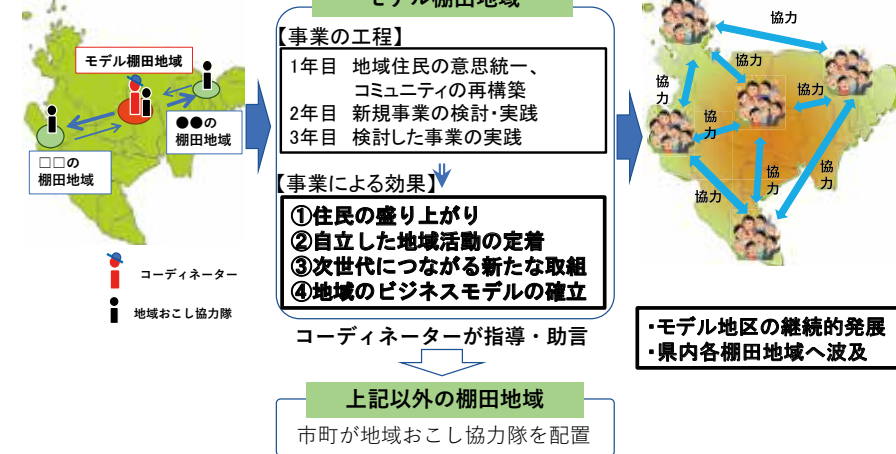 モデル棚田地域
●●の
棚田地域
□□の
棚田地域
コーディネーター
地域おこし協力隊
モデル棚田地域
【事業の工程】
1年目 地域住民の意思統一、
コミュニティの再構築
2年目 新規事業の検討・実践
3年目 検討した事業の実践
【事業による効果】
①住民の盛り上がり
②自立した地域活動の定着
③次世代につながる新たな取組
④地域のビジネスモデルの確立
コーディネーターが指導・助言
上記以外の棚田地域
市町が地域おこし協力隊を配置
協力
協力
協力
協力
協力
協力
協力
協力
・モデル地区の継続的発展
・県内各棚田地域へ波及